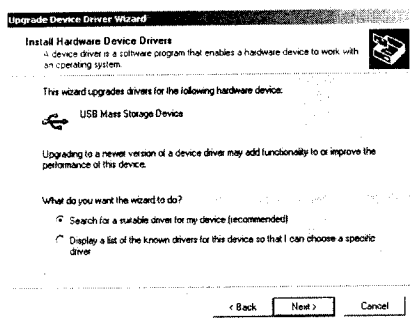 Upgrade Device Driver Wizard
Install Hardware Device Drivers
A device driver is a software program that enables a hardware device to work with
an operating system.
This wizard upgrades drivers for the following hardware device:
USB Mass Storage Device
Upgrading to a newer version of a device driver may add functionality to or improve the
performance of this device.
What do you want the wizard to do?
Search for a suitable driver for my device (recommended)
Display a list of the known drivers for this device so that I can choose a specific
driver
< Back
Next >
Cancel